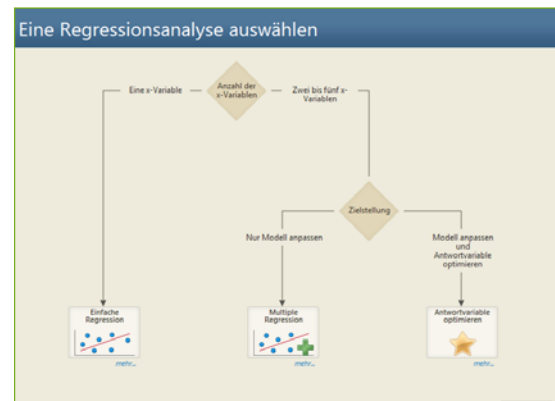 Eine Regressionsanalyse auswählen
Anzahl der
x-Variablen
Eine x-Variable
Zwei bis fünf x-
Variablen
Zielstellung
Nur Modell anpassen
Modell anpassen
und
Antwortvariable
optimieren
Einfache
Regression
mehr...
Multiple
Regression
mehr...
Antwortvariable
optimieren
mehr...